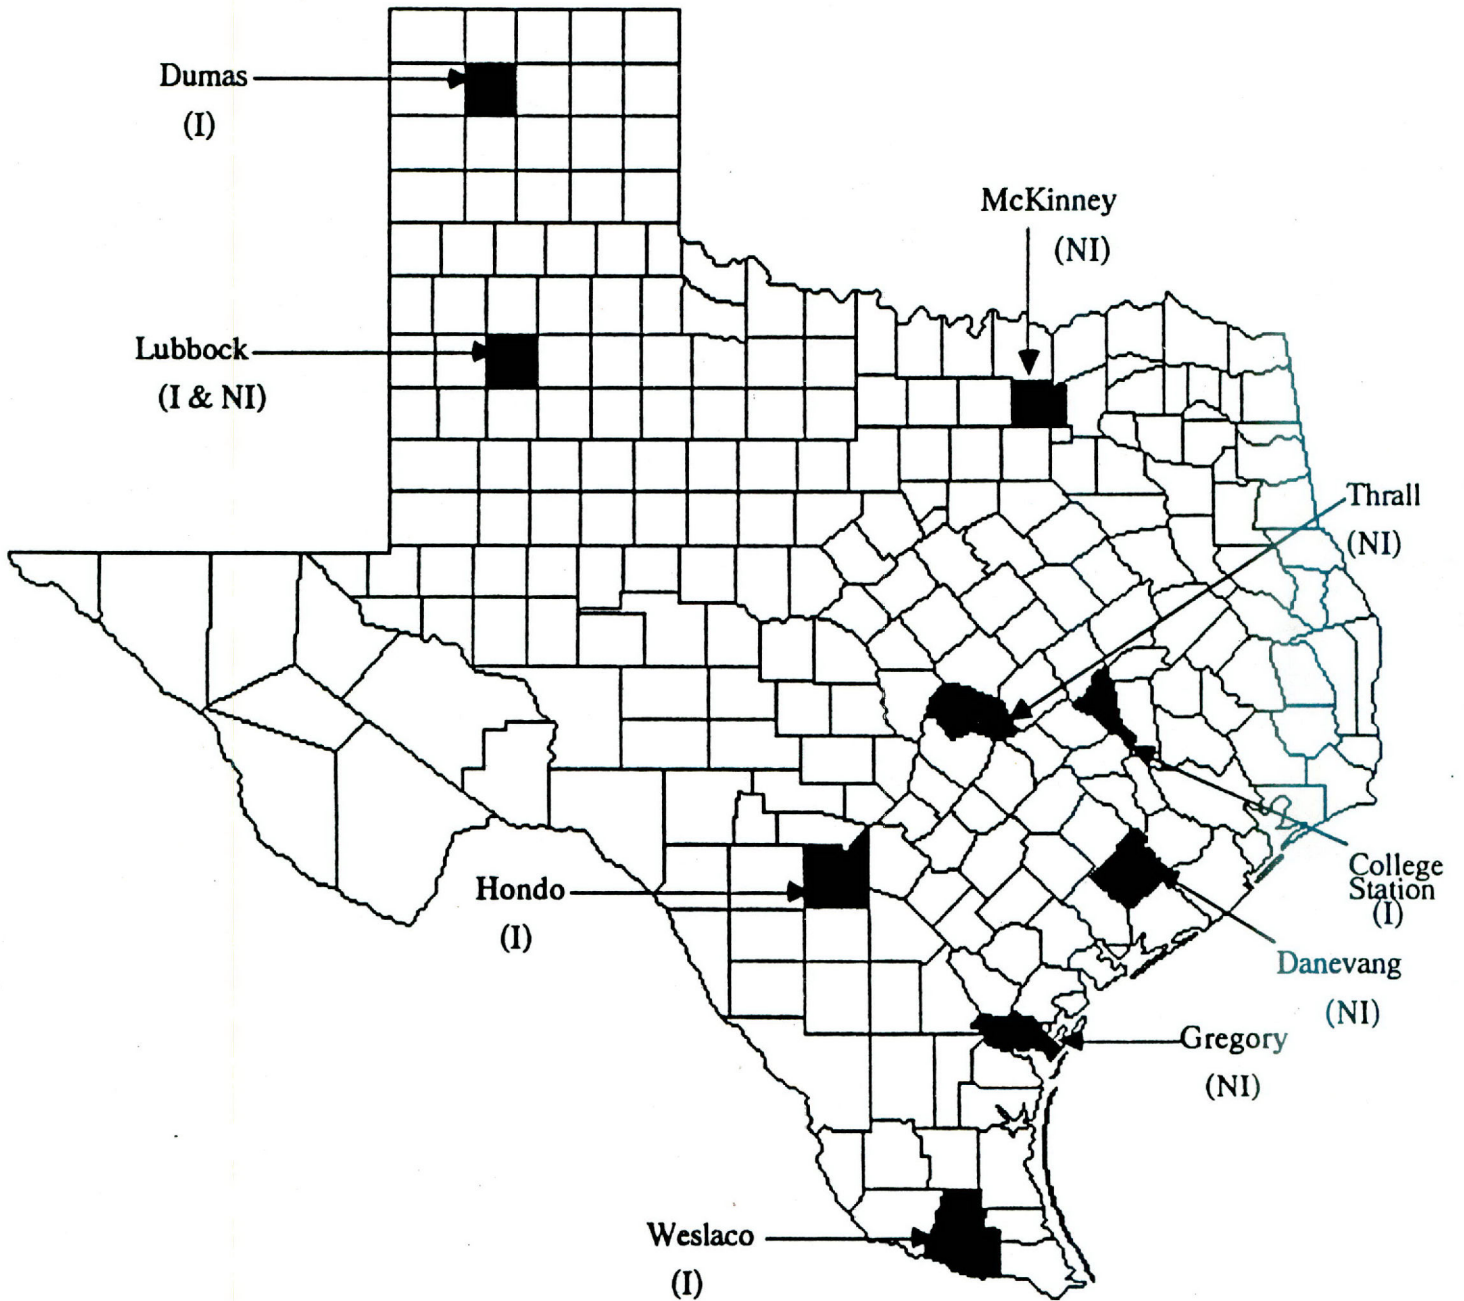 Dumas
(I)
McKinney
(NI)
Lubbock
(I & NI)
Thrall
(NI)
College
Station
(I)
Hondo
(I)
Danevang
(NI)
Gregory
(NI)
Weslaco
(I)